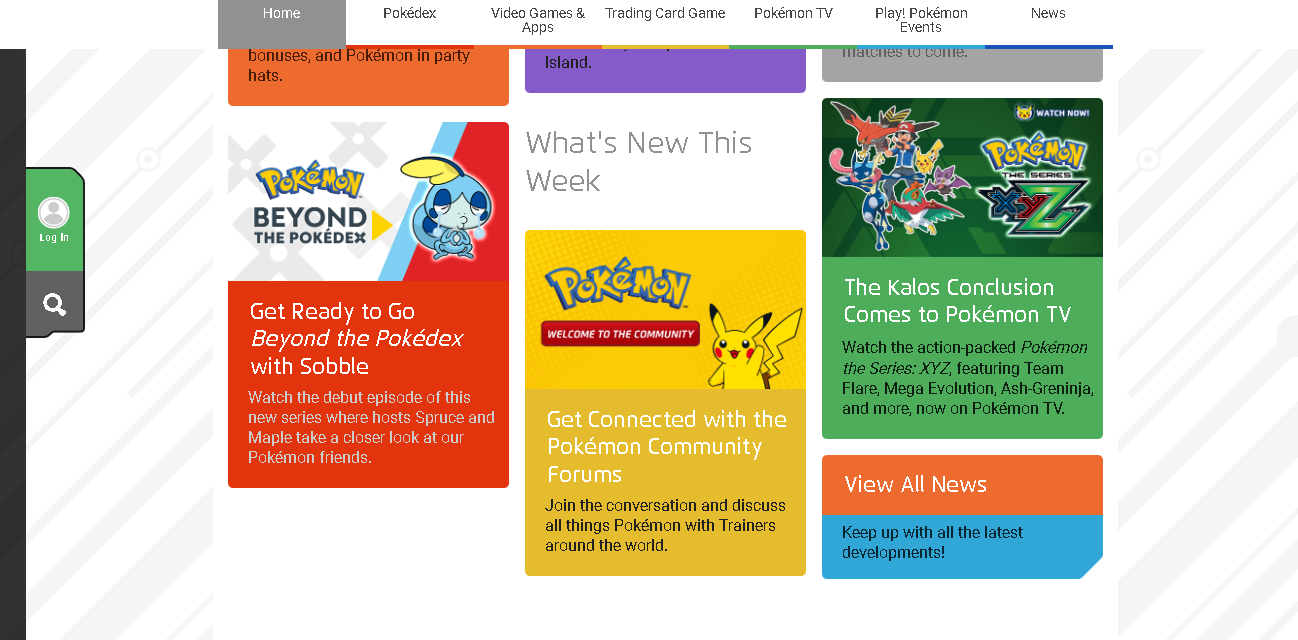 Home
Pokédex
Video Games &
Apps
Trading Card Game
Pokémon TV
Play! Pokémon
Events
News
bonuses, and Pokémon in party
hats.
Island.
matches to come.
Log In
POKÉMON
BEYOND
THE POKÉDEX
Get Ready to Go
Beyond the Pokédex
with Sobble
Watch the debut episode of this
new series where hosts Spruce and
Maple take a closer look at our
Pokémon friends.
What's New This
Week
POKÉMON
WELCOME TO THE COMMUNITY
Get Connected with the
Pokémon Community
Forums
Join the conversation and discuss
all things Pokémon with Trainers
around the world.
WATCH NOW!
POKÉMON
THE SERIES
XYZ
The Kalos Conclusion
Comes to Pokémon TV
Watch the action-packed Pokémon
the Series: XYZ, featuring Team
Flare, Mega Evolution, Ash-Greninja,
and more, now on Pokémon TV.
View All News
Keep up with all the latest
developments!